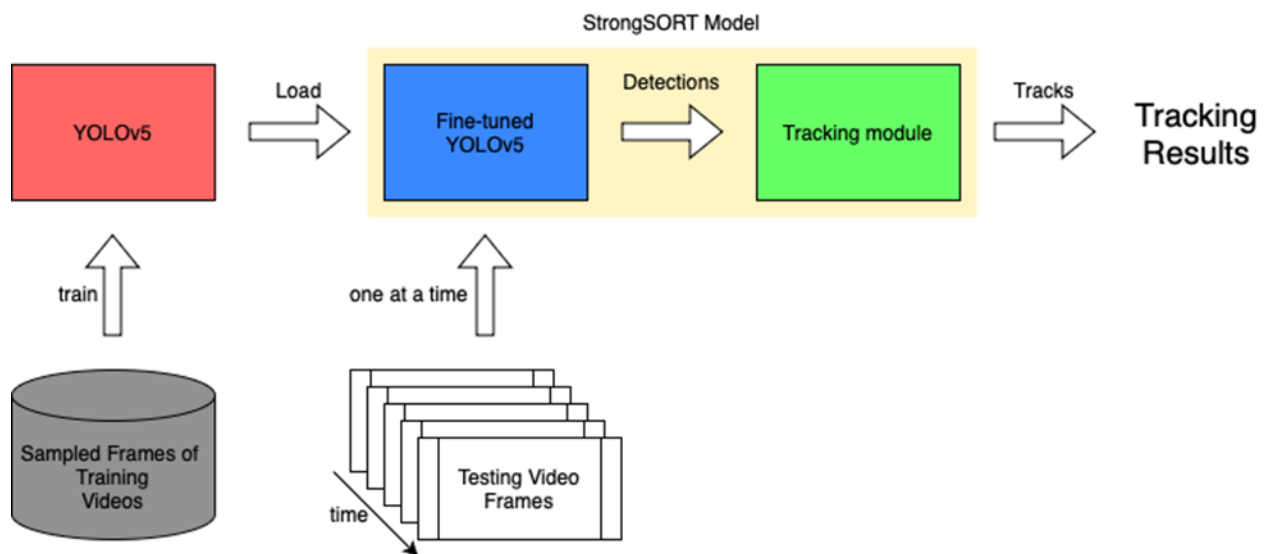 StrongSORT Model
YOLOv5
Load
Fine-tuned
YOLOv5
Detections
Tracking module
Tracks
Tracking
Results
train
one at a time
Sampled Frames of
Training
Videos
time
Testing Video
Frames